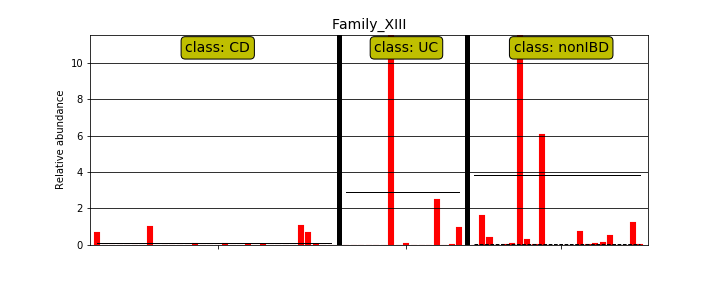 Family_XIII
class: CD
class: UC
class: nonIBD
Relative abundance
10
8
6
4
2
0